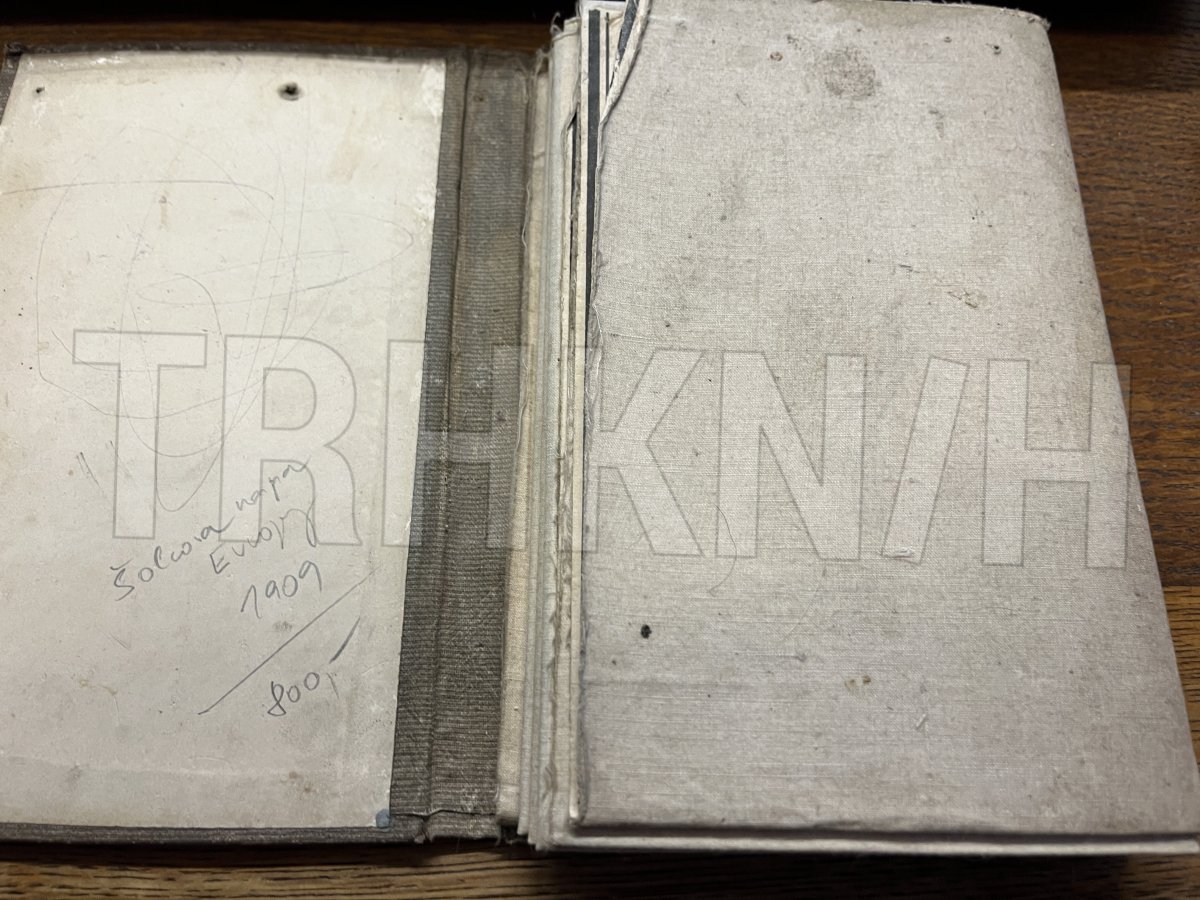 TRHKNIH
Šolcova mapa
Evropy
1909
800,-